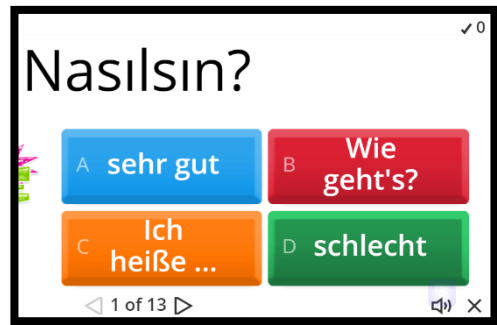 ✓ 0
Nasılsın?
A sehr gut
B Wie
geht's?
C Ich
heiße ...
D schlecht
1 of 13